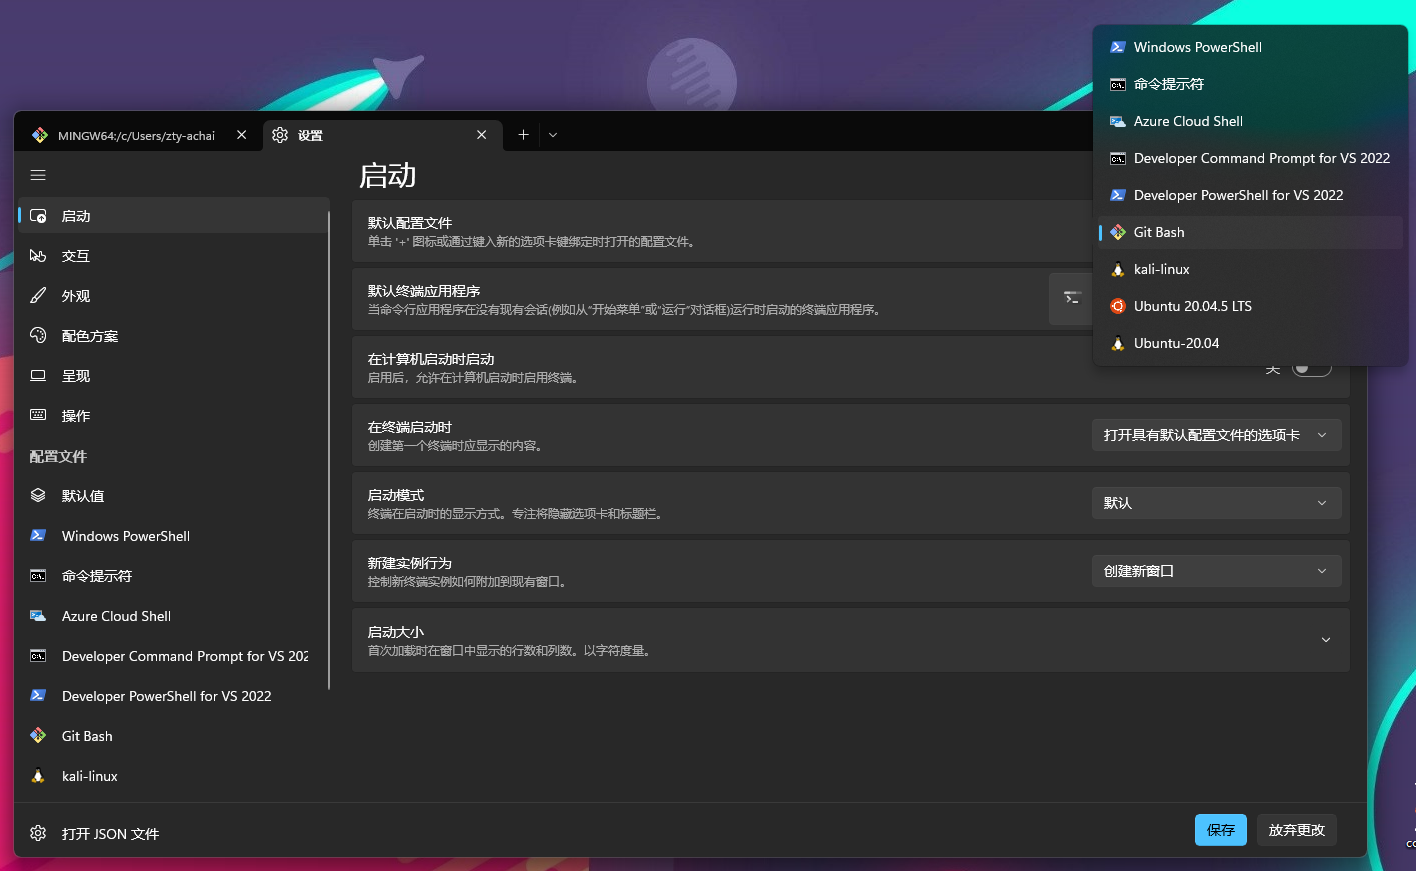 MINGW64:/c/Users/zty-achai
设置
启动
交互
外观
配色方案
呈现
操作
配置文件
默认值
Windows PowerShell
命令提示符
Azure Cloud Shell
Developer Command Prompt for VS 202
Developer PowerShell for VS 2022
Git Bash
kali-linux
打开 JSON 文件
启动
默认配置文件
单击 '+' 图标或通过键入新的选项卡键绑定时打开的配置文件。
默认终端应用程序
当命令行应用程序在没有现有会话(例如从“开始菜单”或“运行”对话框)运行时启动的终端应用程序。
在计算机启动时启动
启用后，允许在计算机启动时启用终端。
在终端启动时
创建第一个终端时应显示的内容。
打开具有默认配置文件的选项卡
启动模式
终端在启动时的显示方式。专注将隐藏选项卡和标题栏。
默认
新建实例行为
控制新终端实例如何附加到现有窗口。
创建新窗口
启动大小
首次加载时在窗口中显示的行数和列数。以字符度量。
保存
放弃更改
Windows PowerShell
命令提示符
Azure Cloud Shell
Developer Command Prompt for VS 2022
Developer PowerShell for VS 2022
Git Bash
kali-linux
Ubuntu 20.04.5 LTS
Ubuntu-20.04